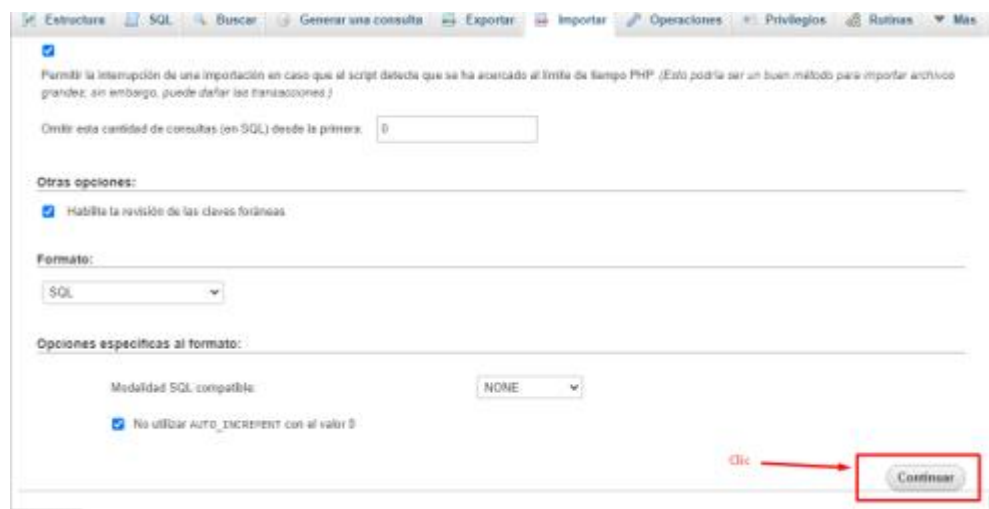 Estructura SQL Buscar Generar una consulta Exportar Importar Operaciones Privilegios Rutinas Más
Permitir la interrupción de una importación en caso que el script detecte que se ha acercado al límite de tiempo PHP. (Esto podría ser un buen método para importar archivos
grandes; sin embargo, puede dañar las transacciones.)
Omitir esta cantidad de consultas (en SQL) desde la primera: 0
Otras opciones:
Habilite la revisión de las claves foráneas
Formato:
SQL
Opciones específicas al formato:
Modalidad SQL compatible: NONE
No utilizar AUTO_INCREMENT con el valor 0
Clic
Continuar